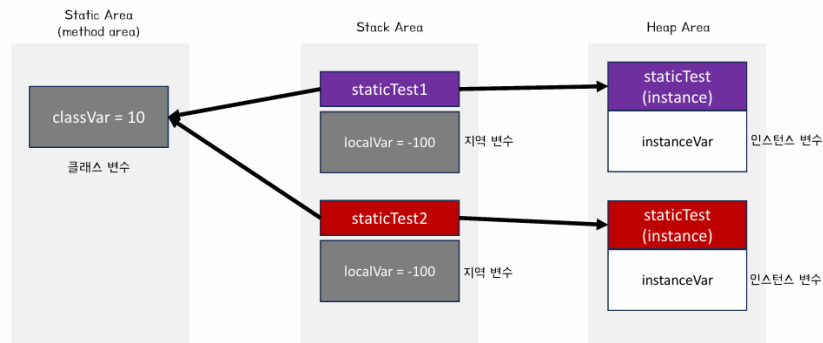 Static Area
(method area)
Stack Area
Heap Area
classVar = 10
클래스 변수
staticTest1
localVar = -100
지역 변수
staticTest2
localVar = -100
지역 변수
staticTest
(instance)
instanceVar
인스턴스 변수
staticTest
(instance)
instanceVar
인스턴스 변수